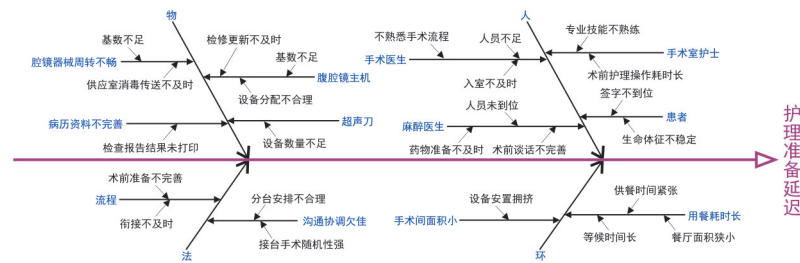 物
基数不足
腔镜器械周转不畅
供应室消毒传送不及时
检修更新不及时
基数不足
腹腔镜主机
设备分配不合理
病历资料不完善
检查报告结果未打印
超声刀
设备数量不足
人
不熟悉手术流程
手术医生
人员不足
入室不及时
专业技能不熟练
手术室护士
术前护理操作耗时长
人员未到位
麻醉医生
药物准备不及时
术前谈话不完善
签字不到位
患者
生命体征不稳定
护理准备延迟
术前准备不完善
流程
衔接不及时
分台安排不合理
沟通协调欠佳
接台手术随机性强
法
设备安置拥挤
手术间面积小
供餐时间紧张
用餐耗时长
等候时间长
餐厅面积狭小
环